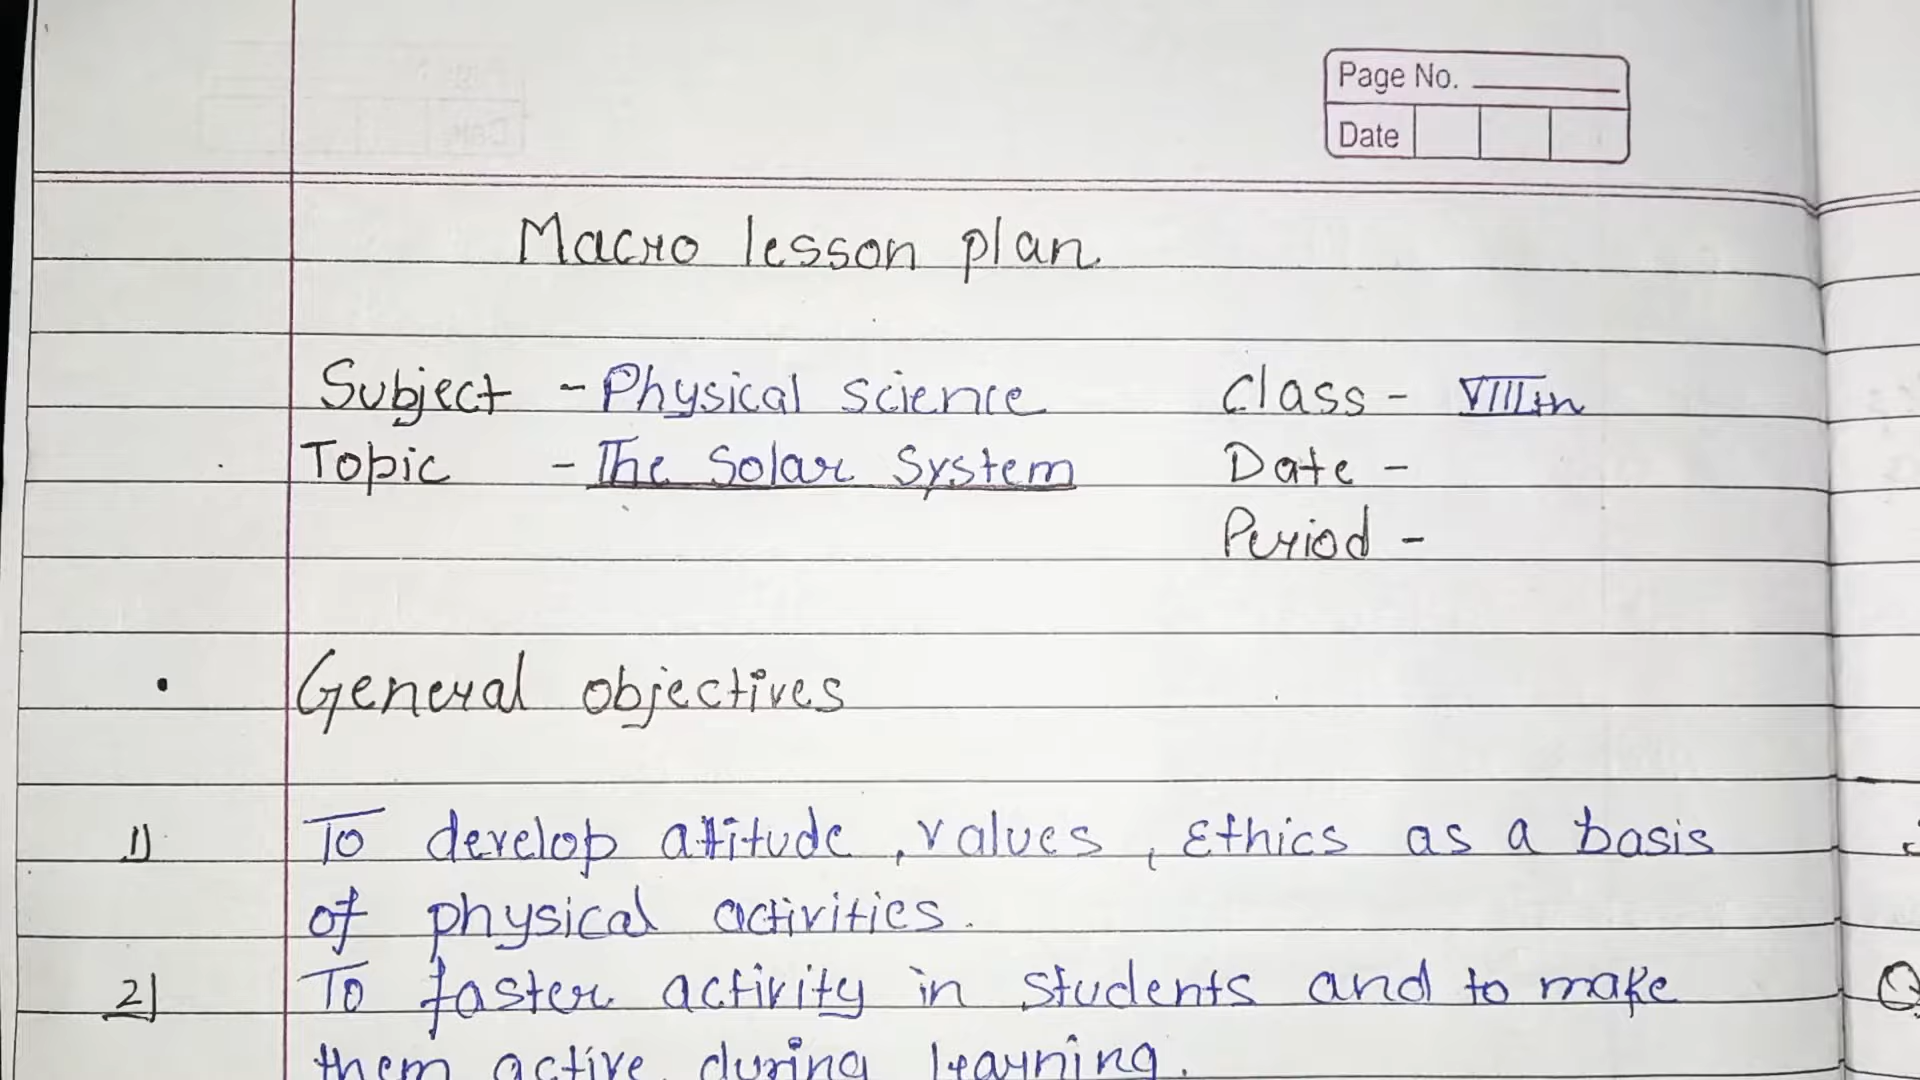 Page No.
Date
Macro lesson plan
Subject - Physical science Class - VIIIth
Topic - The Solar System Date -
Period -
• General objectives
1) To develop attitude, values, Ethics as a basis
of physical activities.
2) To faster activity in students and to make
them active during learning.